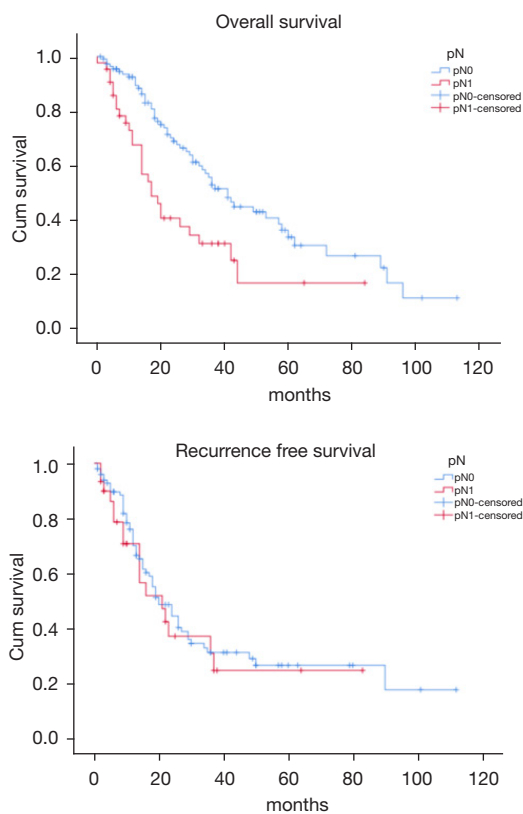 Overall survival
pN
pN0
pN1
pN0-censored
pN1-censored
1.0
0.8
0.6
0.4
0.2
0.0
Cum survival
0 20 40 60 80 100 120
months
Recurrence free survival
pN
pN0
pN1
pN0-censored
pN1-censored
1.0
0.8
0.6
0.4
0.2
0.0
Cum survival
0 20 40 60 80 100 120
months